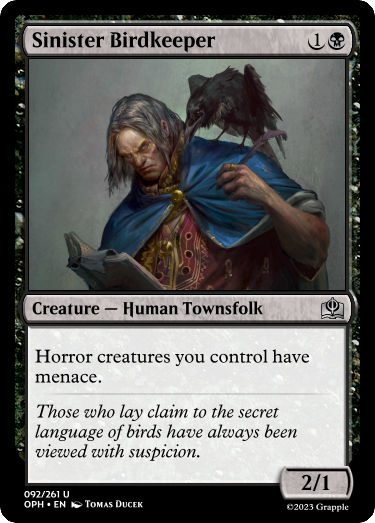 Sinister Birdkeeper 1
Creature — Human Townsfolk
Horror creatures you control have
menace.
Those who lay claim to the secret
language of birds have always been
viewed with suspicion.
2/1
092/261 U
OPH • EN Tomas Ducek
©2023 Grapple